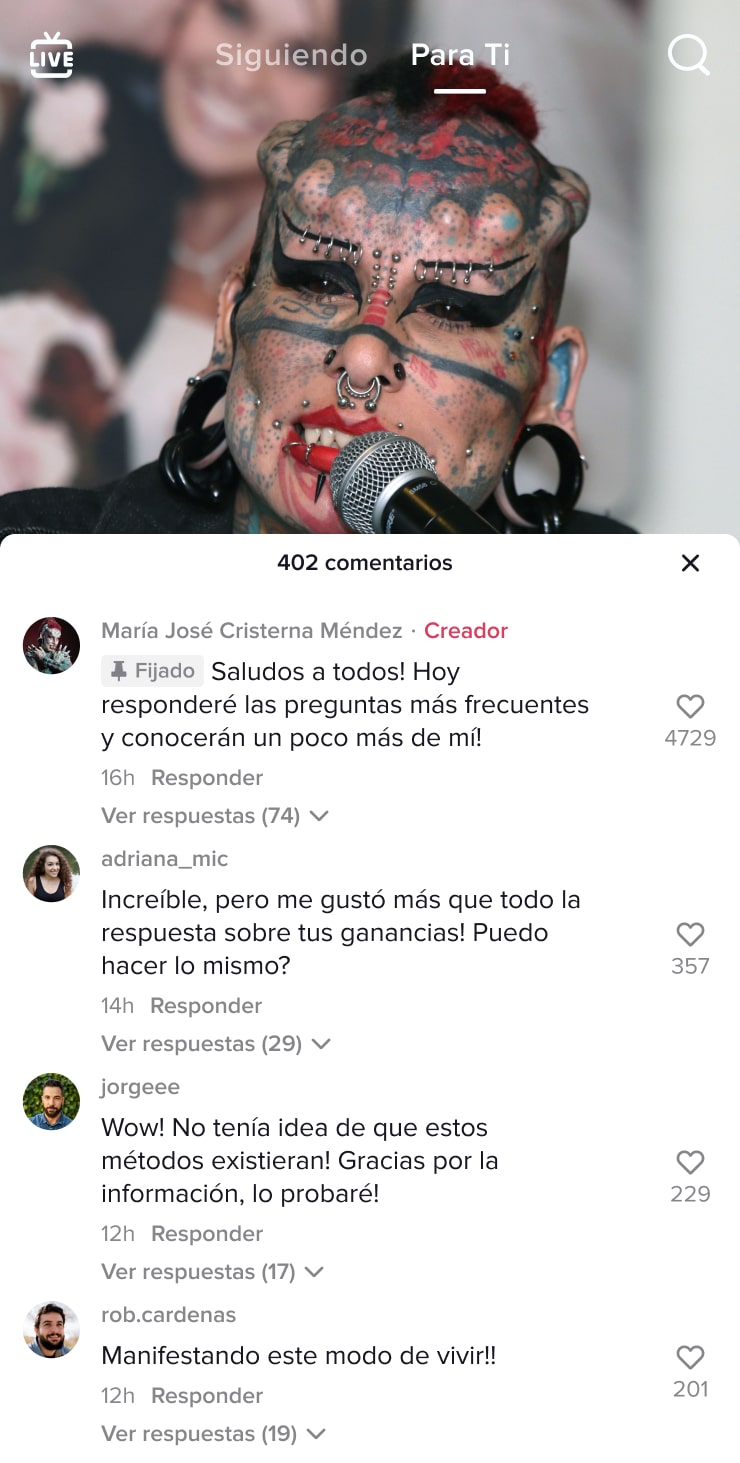 LIVE
Siguiendo
Para Ti
402 comentarios
María José Cristerna Méndez · Creador
Fijado Saludos a todos! Hoy
responderé las preguntas más frecuentes
y conocerán un poco más de mí!
4729
16h Responder
Ver respuestas (74)
adriana_mic
Increíble, pero me gustó más que todo la
respuesta sobre tus ganancias! Puedo
hacer lo mismo?
357
14h Responder
Ver respuestas (29)
jorgeee
Wow! No tenía idea de que estos
métodos existieran! Gracias por la
información, lo probaré!
229
12h Responder
Ver respuestas (17)
rob.cardenas
Manifestando este modo de vivir!!
201
12h Responder
Ver respuestas (19)